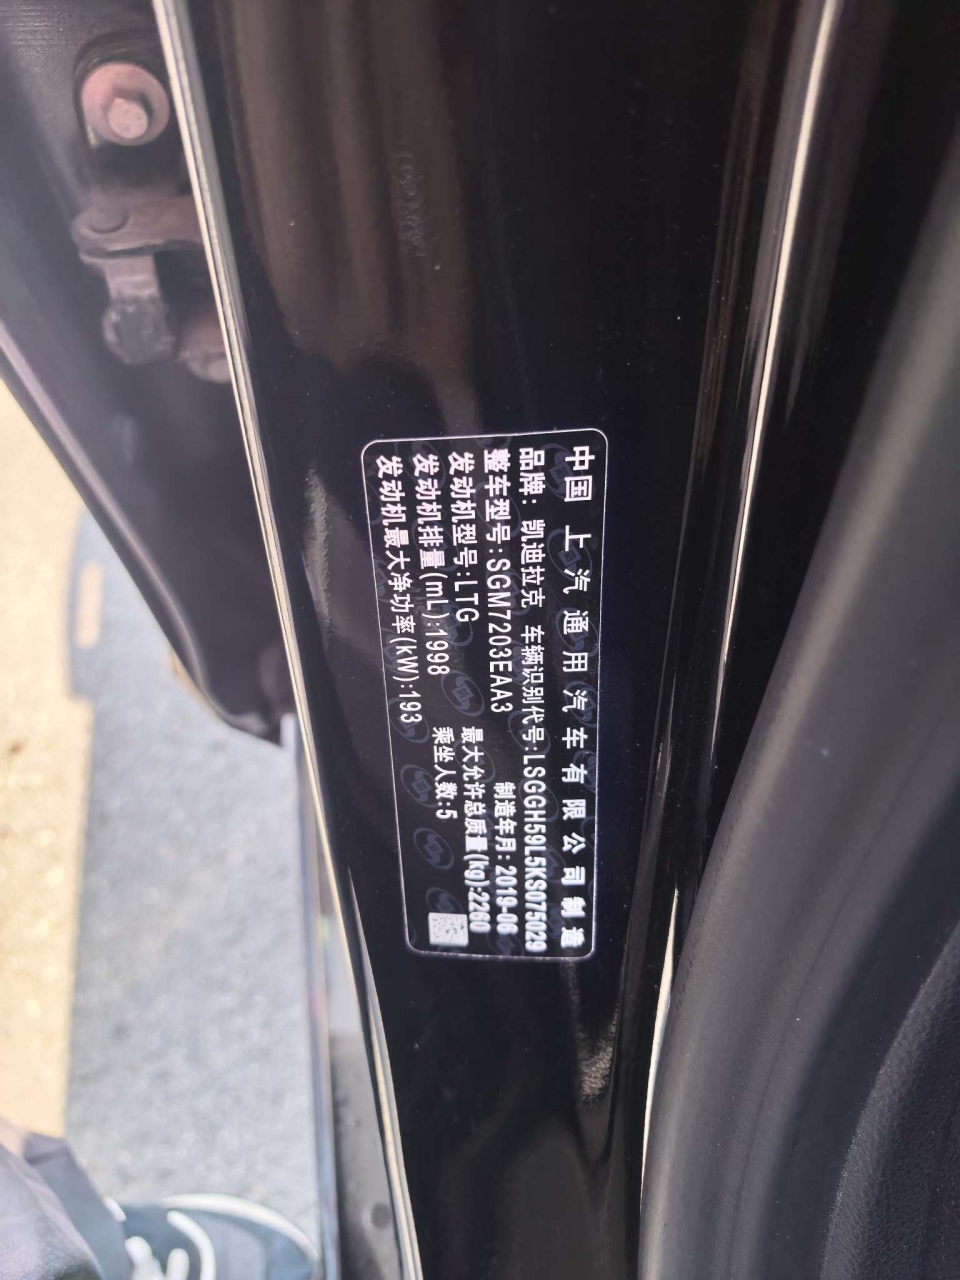 中国 上汽通用汽车有限公司制造
品牌: 凯迪拉克 车辆识别代号:LSGGH59L5KS075029
整车型号:SGM7203EAA3 制造年月:2019-06
发动机型号:LTG 最大允许总质量(kg):2260
发动机排量(mL):1998 乘坐人数:5
发动机最大净功率(kW):193